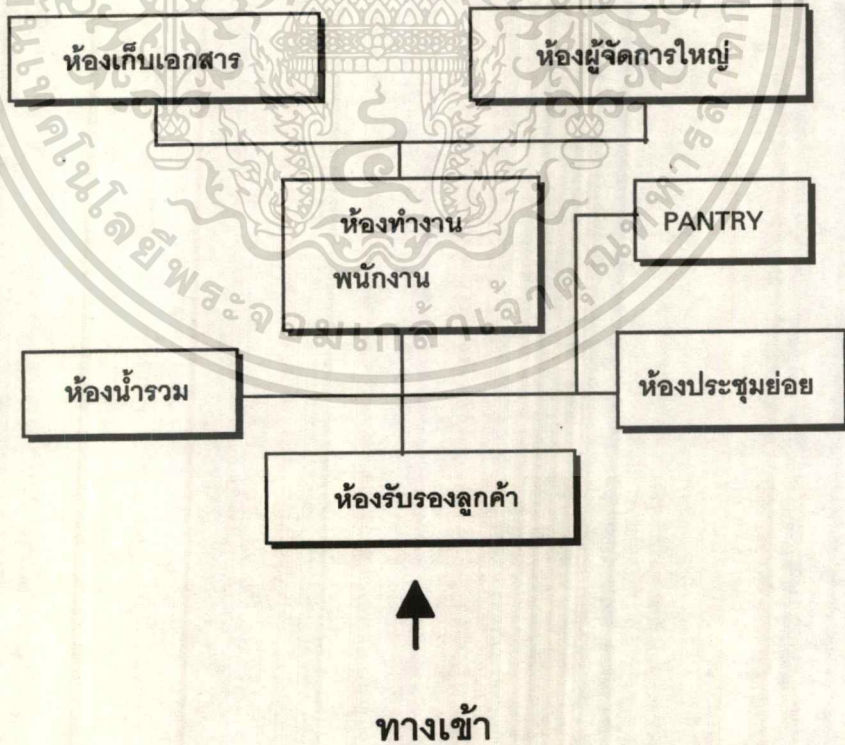 ห้องเก็บเอกสาร
ห้องผู้จัดการใหญ่
ห้องทำงาน
พนักงาน
PANTRY
ห้องน้ำรวม
ห้องประชุมย่อย
ห้องรับรองลูกค้า
ทางเข้า